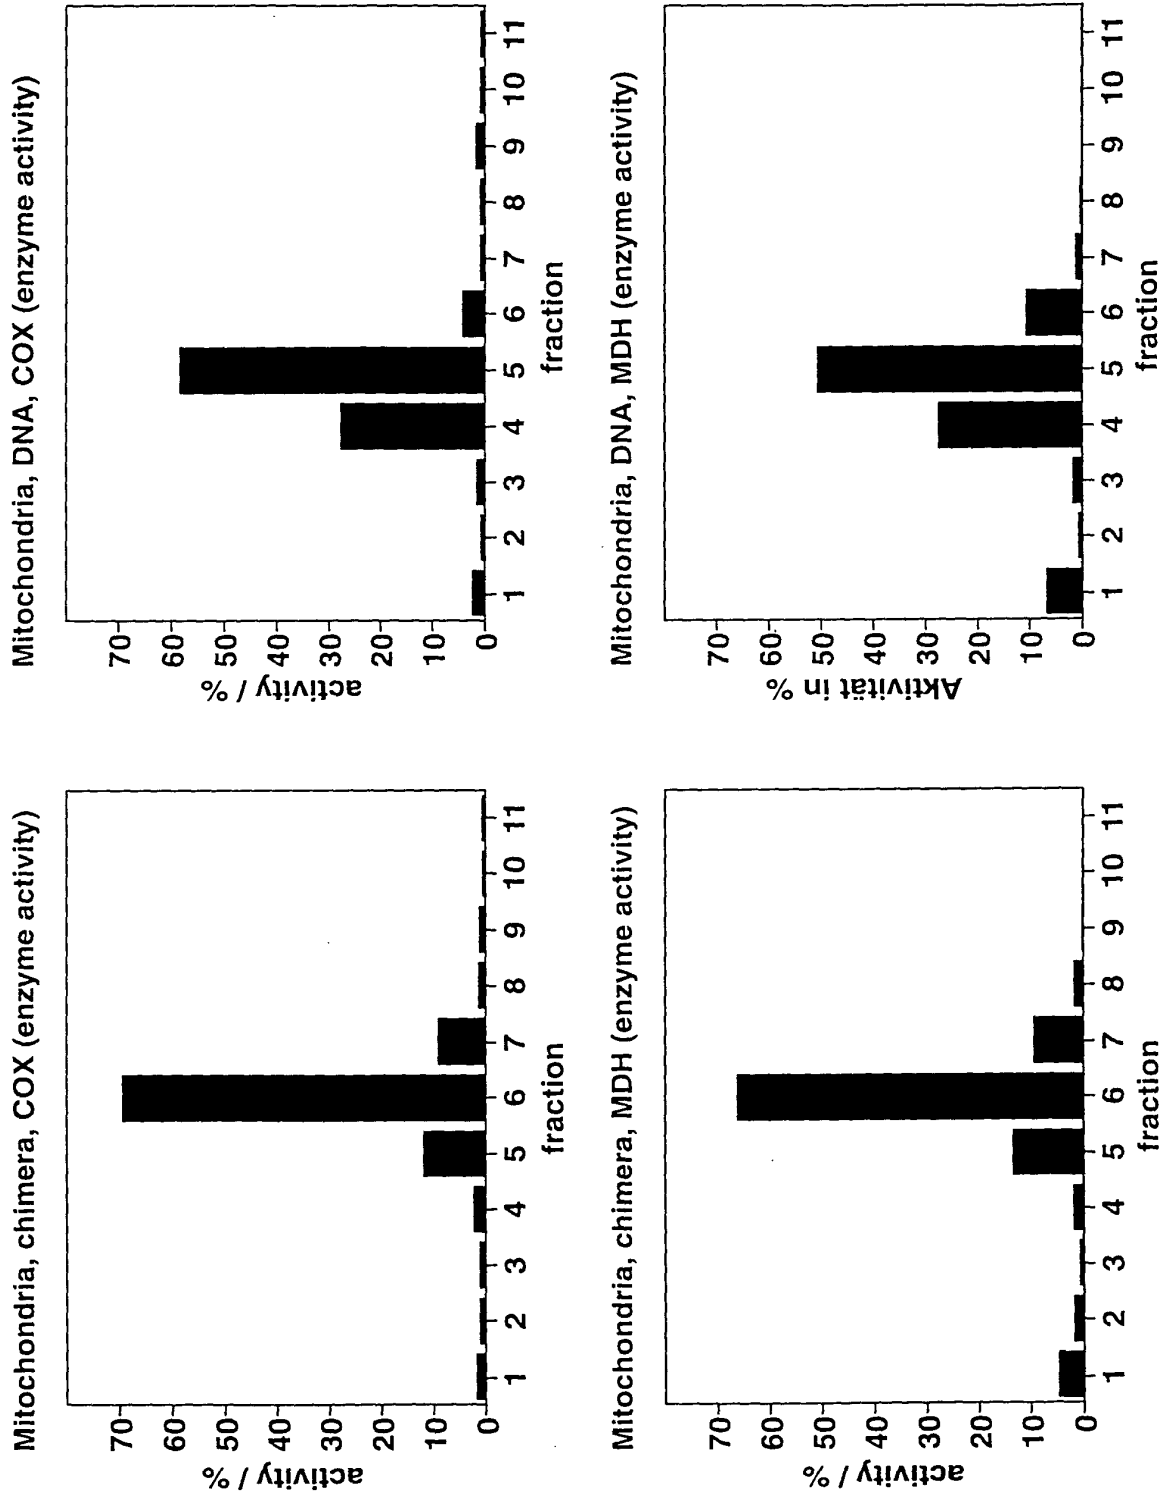 Mitochondria, chimera, COX (enzyme activity)
activity / %
70
60
50
40
30
20
10
0
1 2 3 4 5 6 7 8 9 10 11
fraction
Mitochondria, DNA, COX (enzyme activity)
activity / %
70
60
50
40
30
20
10
0
1 2 3 4 5 6 7 8 9 10 11
fraction
Mitochondria, chimera, MDH (enzyme activity)
activity / %
70
60
50
40
30
20
10
0
1 2 3 4 5 6 7 8 9 10 11
fraction
Mitochondria, DNA, MDH (enzyme activity)
Aktivität in %
70
60
50
40
30
20
10
0
1 2 3 4 5 6 7 8 9 10 11
fraction